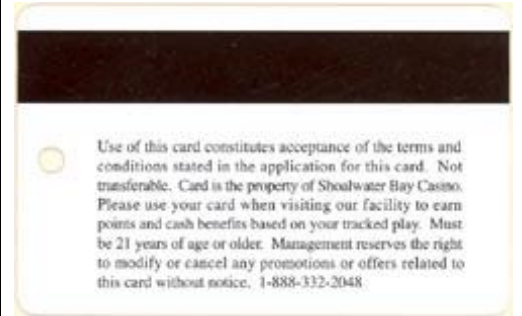 Use of this card constitutes acceptance of the terms and
conditions stated in the application for this card. Not
transferable. Card is the property of Shoalwater Bay Casino.
Please use your card when visiting our facility to earn
points and cash benefits based on your tracked play. Must
be 21 years of age or older. Management reserves the right
to modify or cancel any promotions or offers related to
this card without notice. 1-888-332-2048